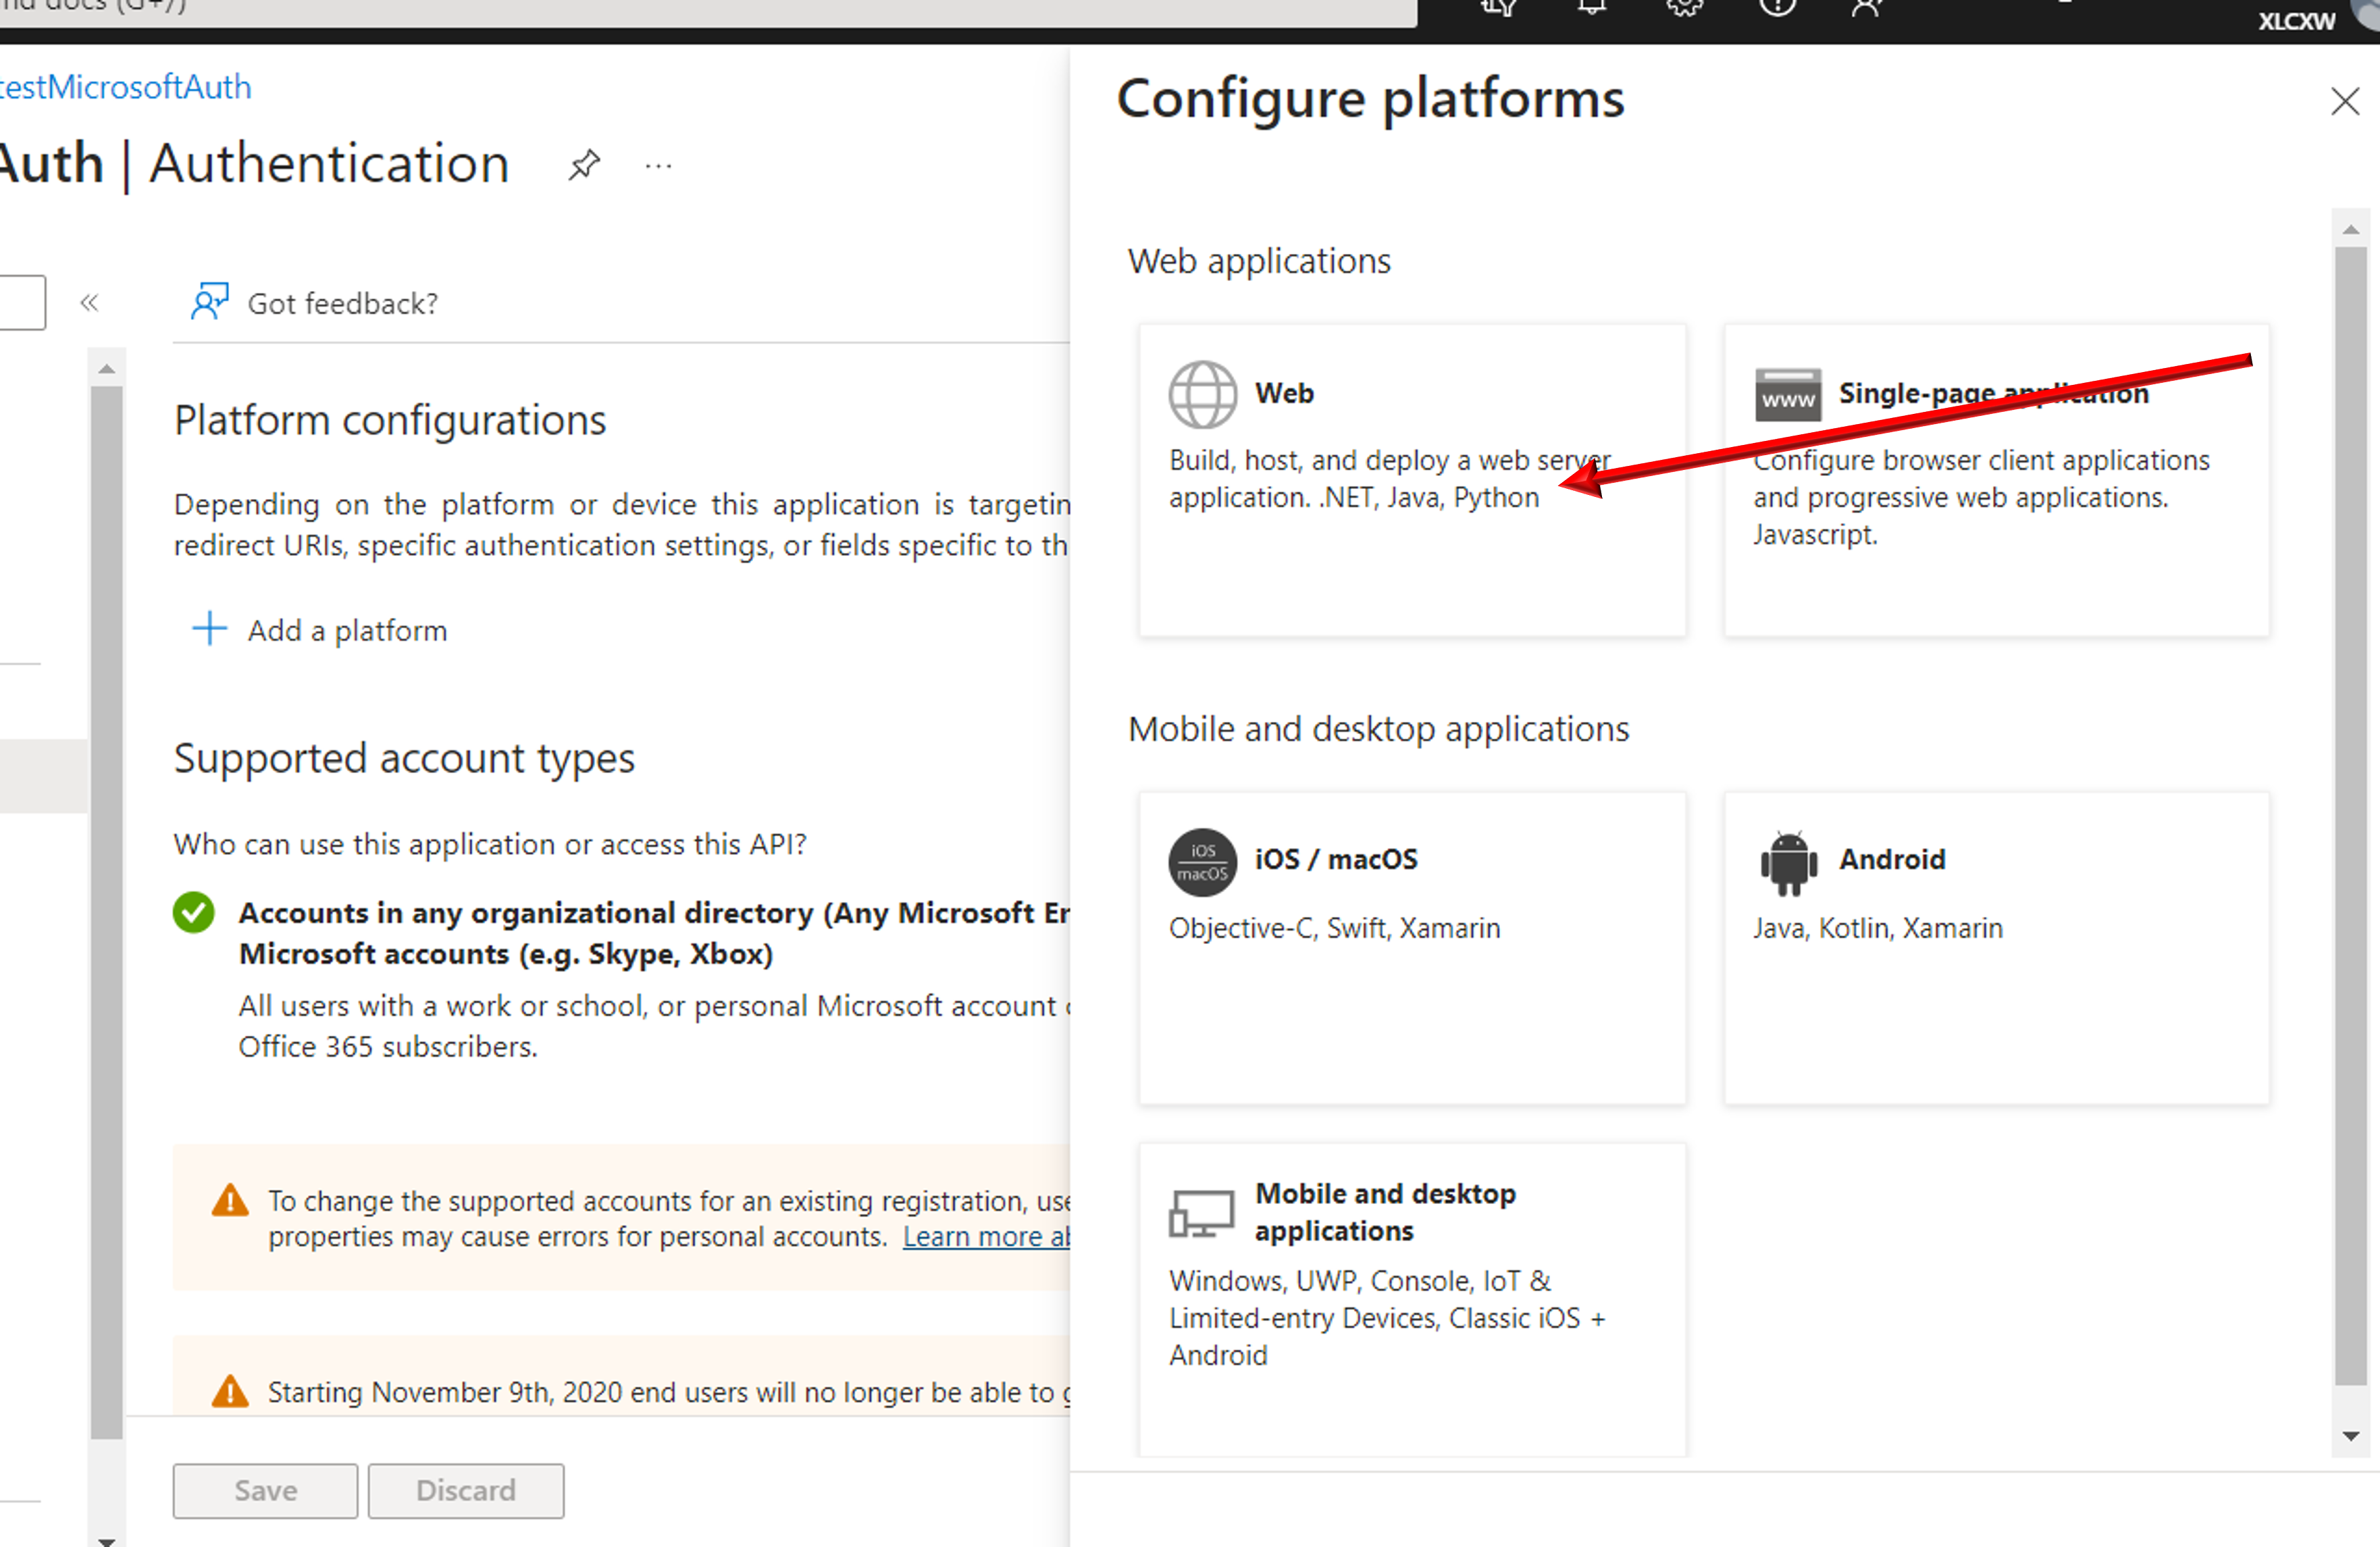 nd docs (G+/)
XLCXW
testMicrosoftAuth
Auth | Authentication
...
«
Got feedback?
Platform configurations
Depending on the platform or device this application is targetin
redirect URIs, specific authentication settings, or fields specific to th
Add a platform
Supported account types
Who can use this application or access this API?
Accounts in any organizational directory (Any Microsoft Er
Microsoft accounts (e.g. Skype, Xbox)
All users with a work or school, or personal Microsoft account
Office 365 subscribers.
To change the supported accounts for an existing registration, use
properties may cause errors for personal accounts. Learn more ab
Starting November 9th, 2020 end users will no longer be able to g
Save
Discard
Configure platforms
Web applications
Web
Build, host, and deploy a web server
application. .NET, Java, Python
www
Single-page application
Configure browser client applications
and progressive web applications.
Javascript.
Mobile and desktop applications
iOS
macOS
iOS / macOS
Objective-C, Swift, Xamarin
Android
Java, Kotlin, Xamarin
Mobile and desktop
applications
Windows, UWP, Console, IoT &
Limited-entry Devices, Classic iOS +
Android